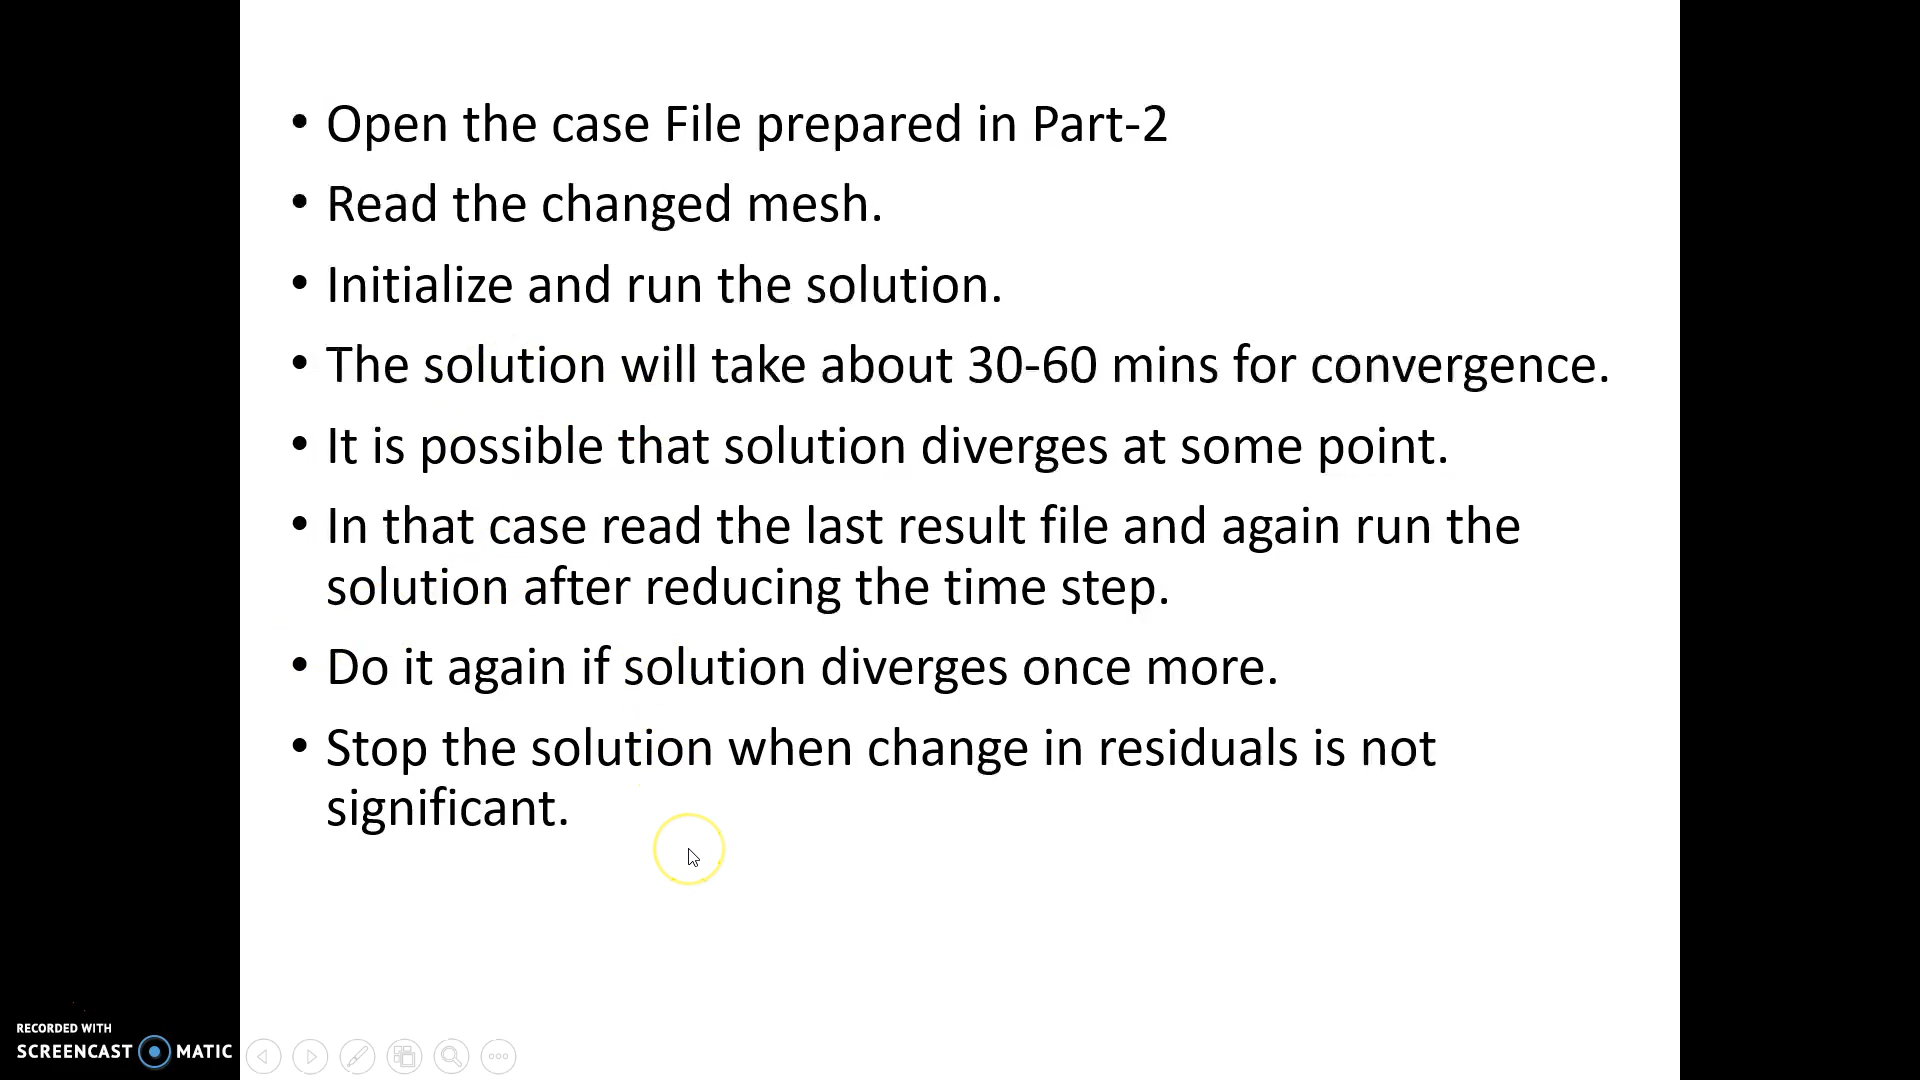 • Open the case File prepared in Part-2
• Read the changed mesh.
• Initialize and run the solution.
• The solution will take about 30-60 mins for convergence.
• It is possible that solution diverges at some point.
• In that case read the last result file and again run the
solution after reducing the time step.
• Do it again if solution diverges once more.
• Stop the solution when change in residuals is not
significant.
RECORDED WITH
SCREENCAST MATIC